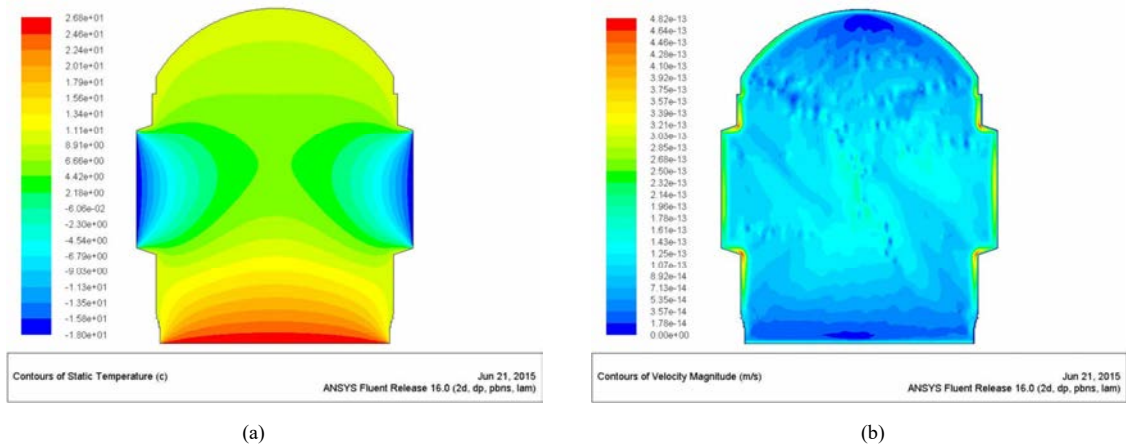 2.68e+01
2.46e+01
2.24e+01
2.01e+01
1.79e+01
1.56e+01
1.34e+01
1.11e+01
8.91e+00
6.66e+00
4.42e+00
2.18e+00
-6.06e-02
-2.30e+00
-4.54e+00
-6.79e+00
-9.03e+00
-1.13e+01
-1.35e+01
-1.58e+01
-1.80e+01
Contours of Static Temperature (c)
Jun 21, 2015
ANSYS Fluent Release 16.0 (2d, dp, pbns, lam)
(a)
4.82e-13
4.64e-13
4.46e-13
4.28e-13
4.10e-13
3.92e-13
3.75e-13
3.57e-13
3.39e-13
3.21e-13
3.03e-13
2.85e-13
2.68e-13
2.50e-13
2.32e-13
2.14e-13
1.96e-13
1.78e-13
1.61e-13
1.43e-13
1.25e-13
1.07e-13
8.92e-14
7.13e-14
5.35e-14
3.57e-14
1.78e-14
0.00e+00
Contours of Velocity Magnitude (m/s)
Jun 21, 2015
ANSYS Fluent Release 16.0 (2d, dp, pbns, lam)
(b)